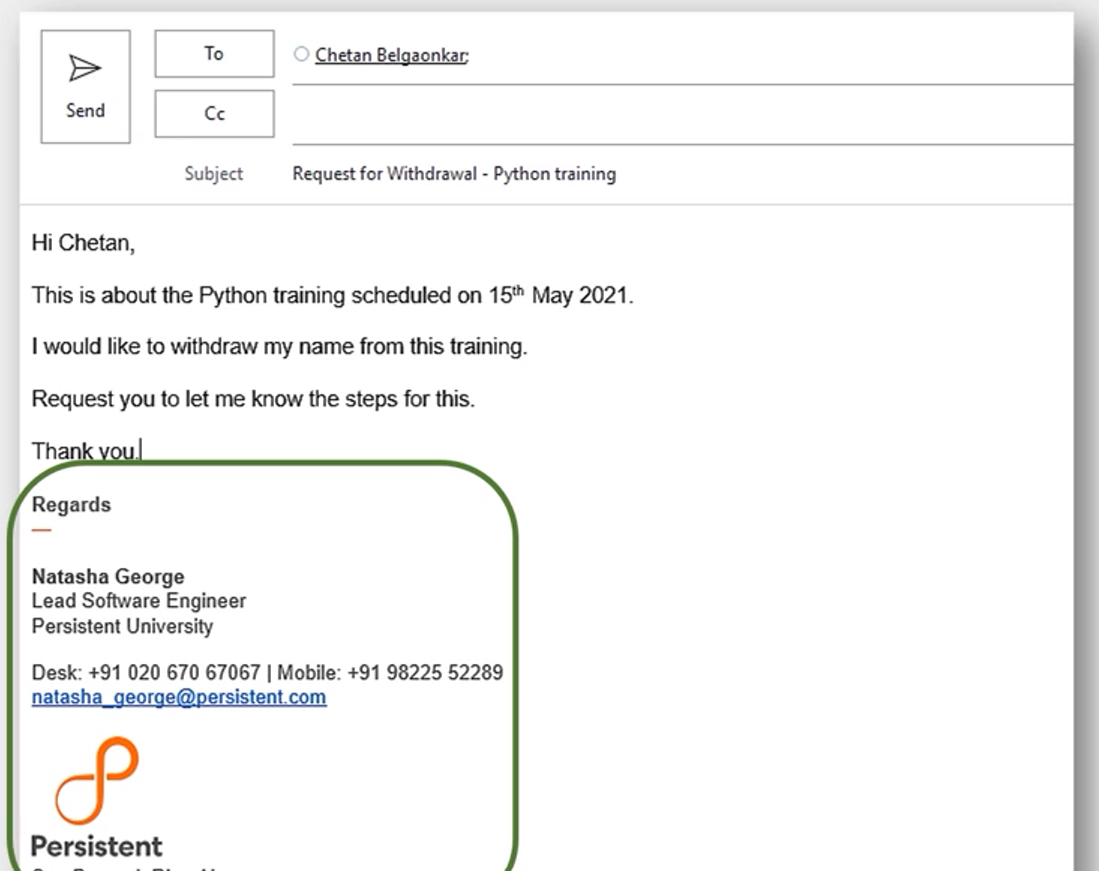 To
Chetan Belgaonkar;
Send
Cc
Subject
Request for Withdrawal - Python training
Hi Chetan,
This is about the Python training scheduled on 15th May 2021.
I would like to withdraw my name from this training.
Request you to let me know the steps for this.
Thank you.
Regards
Natasha George
Lead Software Engineer
Persistent University
Desk: +91 020 670 67067 | Mobile: +91 98225 52289
natasha_george@persistent.com
Persistent